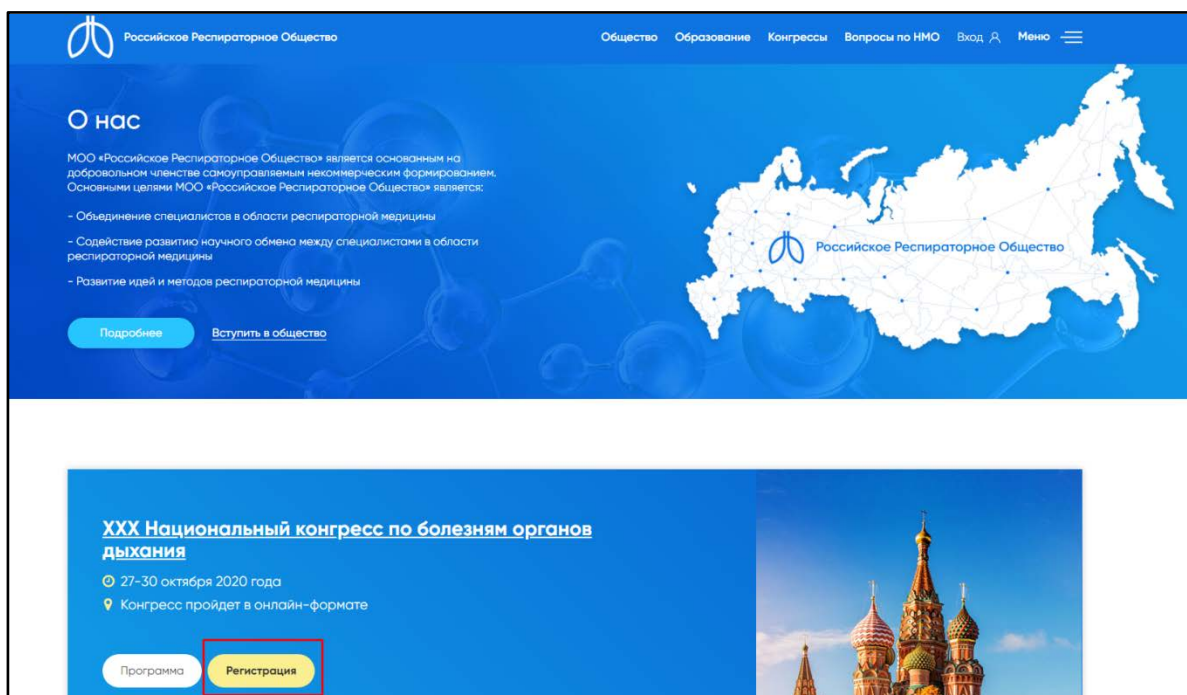 Российское Респираторное Общество
Общество Образование Конгрессы Вопросы по НМО Вход Меню
О нас
МОО «Российское Респираторное Общество» является основанным на
добровольном членстве самоуправляемым некоммерческим формированием.
Основными целями МОО «Российское Респираторное Общество» является:
- Объединение специалистов в области респираторной медицины
- Содействие развитию научного обмена между специалистами в области
респираторной медицины
- Развитие идей и методов респираторной медицины
Подробнее Вступить в общество
Российское Респираторное Общество
XXX Национальный конгресс по болезням органов
дыхания
27-30 октября 2020 года
Конгресс пройдет в онлайн-формате
Программа Регистрация